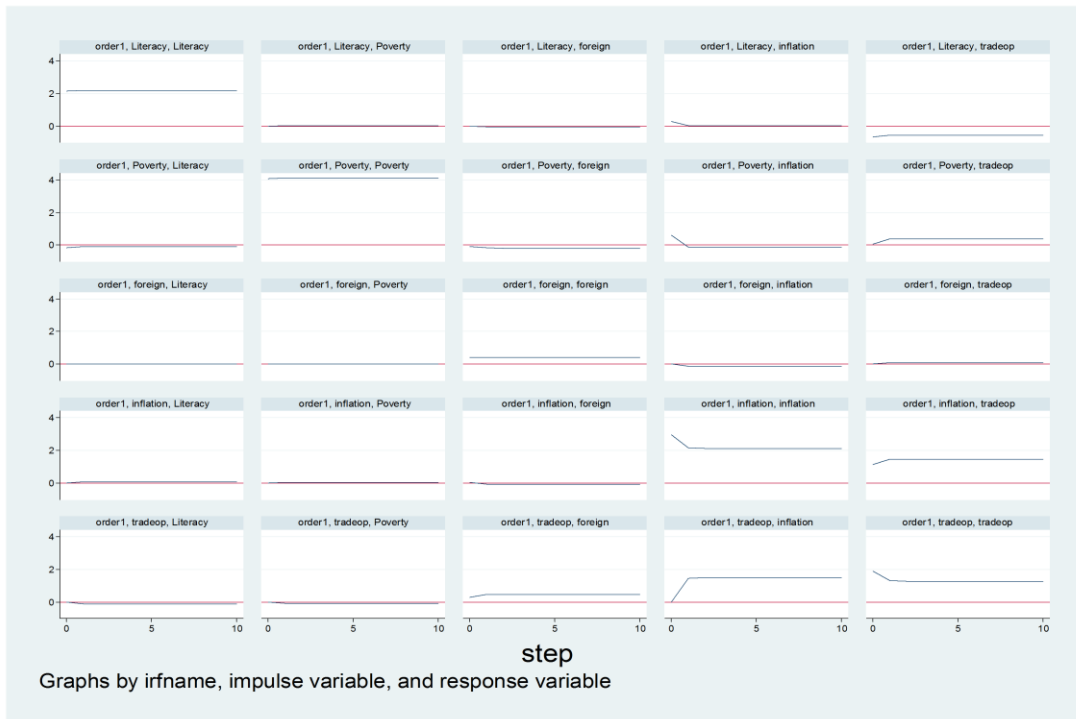 order1, Literacy, Literacy
order1, Literacy, Poverty
order1, Literacy, foreign
order1, Literacy, inflation
order1, Literacy, tradeop
4
2
0
order1, Poverty, Literacy
order1, Poverty, Poverty
order1, Poverty, foreign
order1, Poverty, inflation
order1, Poverty, tradeop
4
2
0
order1, foreign, Literacy
order1, foreign, Poverty
order1, foreign, foreign
order1, foreign, inflation
order1, foreign, tradeop
4
2
0
order1, inflation, Literacy
order1, inflation, Poverty
order1, inflation, foreign
order1, inflation, inflation
order1, inflation, tradeop
4
2
0
order1, tradeop, Literacy
order1, tradeop, Poverty
order1, tradeop, foreign
order1, tradeop, inflation
order1, tradeop, tradeop
4
2
0
0 5 10 0 5 10 0 5 10 0 5 10 0 5 10
step
Graphs by irfname, impulse variable, and response variable